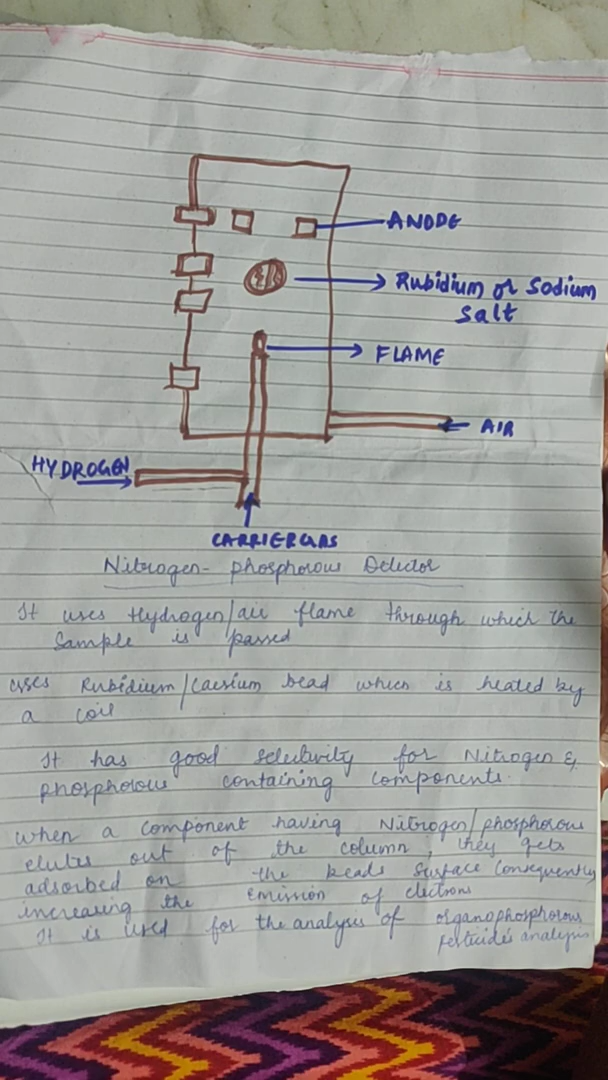 ANODE
Rubidium or Sodium
salt
FLAME
AIR
HYDROGEN
CARRIERGAS
Nitrogen- phosphorous Detector
It uses Hydrogen/air flame through which the
Sample is passed
uses Rubidium/Caesium bead which is heated by
a coil
It has good selectivity for Nitrogen &
phosphorous containing components.
When a component having Nitrogen/phosphorous
elutes out of the column, they gets
adsorbed on the beads surface Consequently
increasing the Emission of electrons
It is used for the analysis of organophosphorous
pesticides analysis